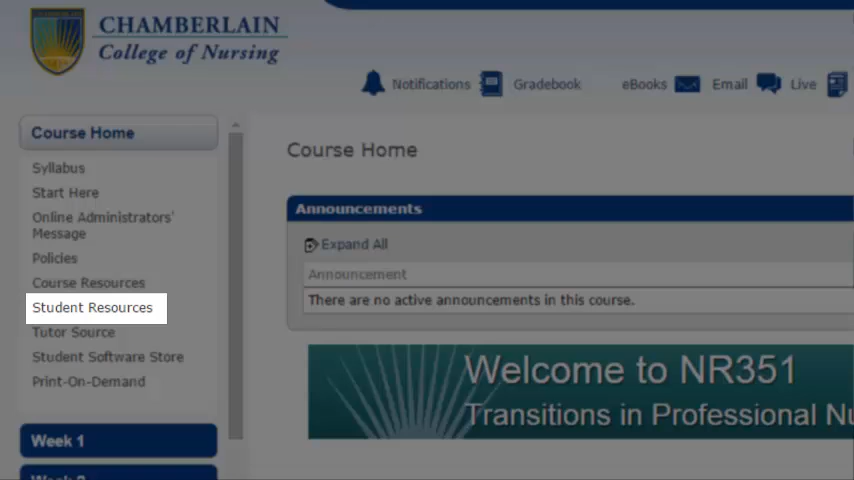 CHAMBERLAIN
College of Nursing
Notifications Gradebook eBooks Email Live
Course Home
Syllabus
Start Here
Online Administrators'
Message
Policies
Course Resources
Student Resources
Tutor Source
Student Software Store
Print-On-Demand
Week 1
Course Home
Announcements
Expand All
Announcement
There are no active announcements in this course.
Welcome to NR351
Transitions in Professional Nu